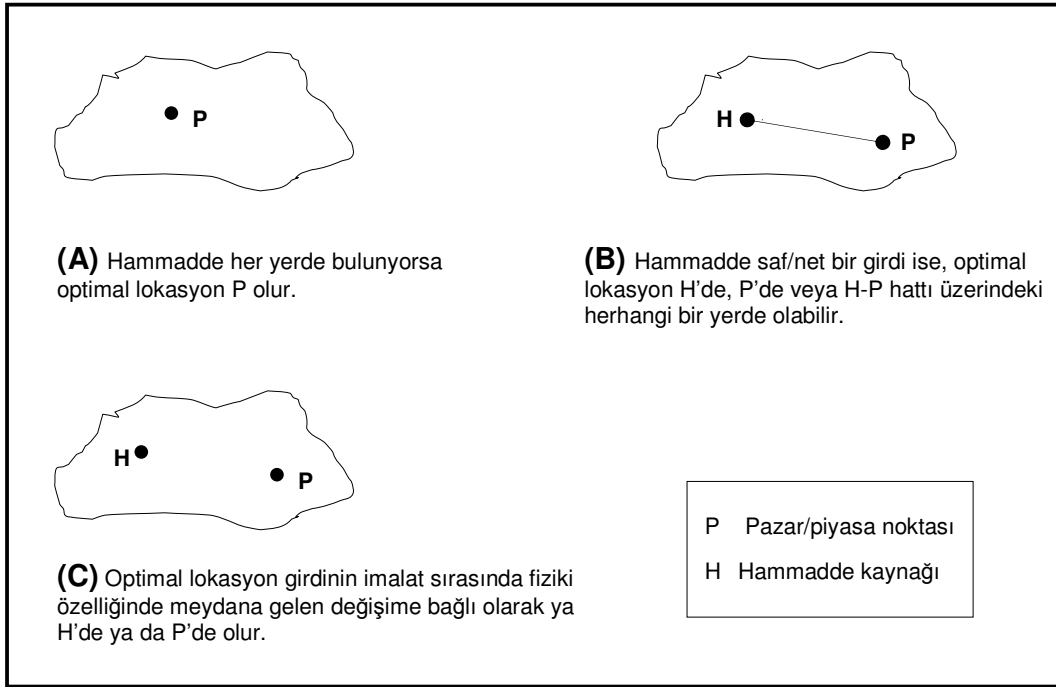 P
H
P
(A) Hammadde her yerde bulunyorsa
optimal lokasyon P olur.
(B) Hammadde saf/net bir girdi ise, optimal
lokasyon H'de, P'de veya H-P hattı üzerindeki
herhangi bir yerde olabilir.
H
P
P Pazar/piyasa noktası
H Hammadde kaynağı
(C) Optimal lokasyon girdinin imalat sırasında fiziki
özelliğinde meydana gelen değişime bağlı olarak ya
H'de ya da P'de olur.